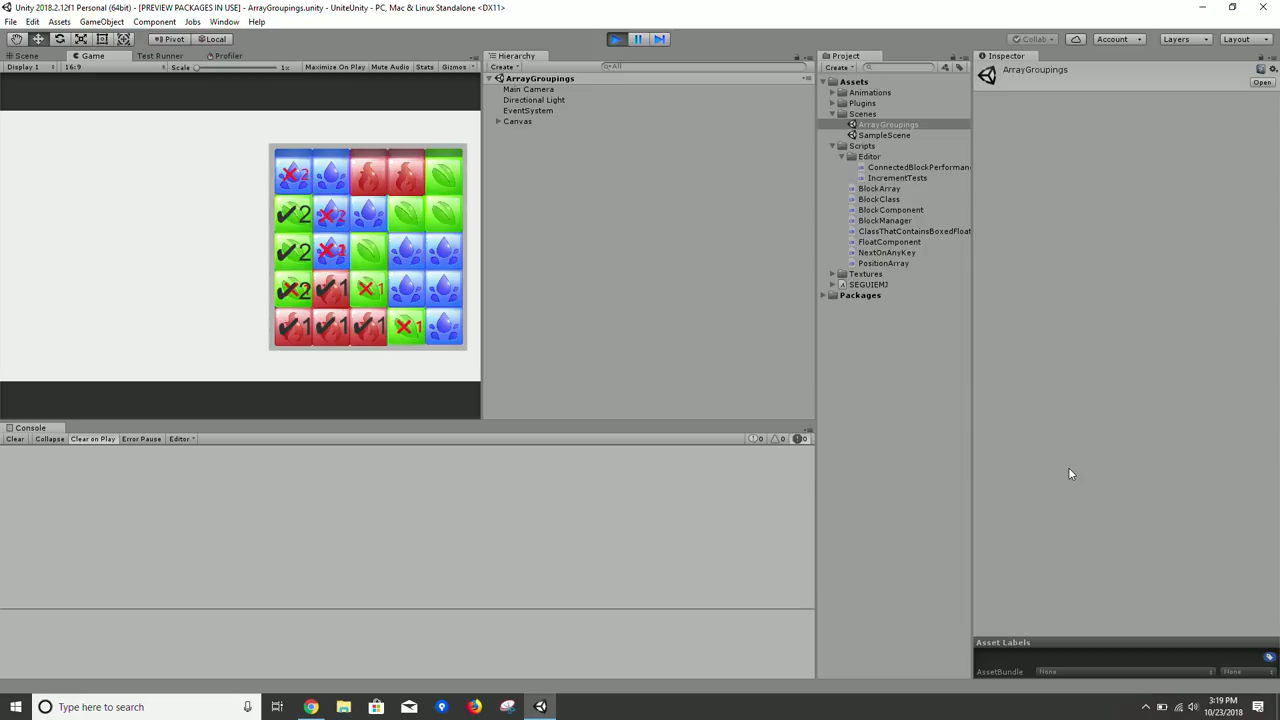 Unity 2018.2.12f1 Personal (64bit) - [PREVIEW PACKAGES IN USE] - ArrayGroupings.unity - UniteUnity - PC, Mac & Linux Standalone <DX11>
File Edit Assets GameObject Component Jobs Window Help
Pivot Local Collab Account Layers Layout
Scene Game Test Runner Profiler
Display 1 16:9 Scale 1x Maximize On Play Mute Audio Stats Gizmos
Hierarchy
Create All
ArrayGroupings
Main Camera
Directional Light
EventSystem
Canvas
Project
Create
Assets
Animations
Plugins
Scenes
ArrayGroupings
SampleScene
Scripts
Editor
ConnectedBlockPerforman
IncrementTests
BlockArray
BlockClass
BlockComponent
BlockManager
ClassThatContainsBoxedFloat
FloatComponent
NextOnAnyKey
PositionArray
Textures
SEGUIEMJ
Packages
Inspector
ArrayGroupings
Open
2
2 2
2
2 1 1
1 1 1 1
Console
Clear Collapse Clear on Play Error Pause Editor 0 0 0
Asset Labels
AssetBundle None None
Type here to search
3:19 PM
10/23/2018